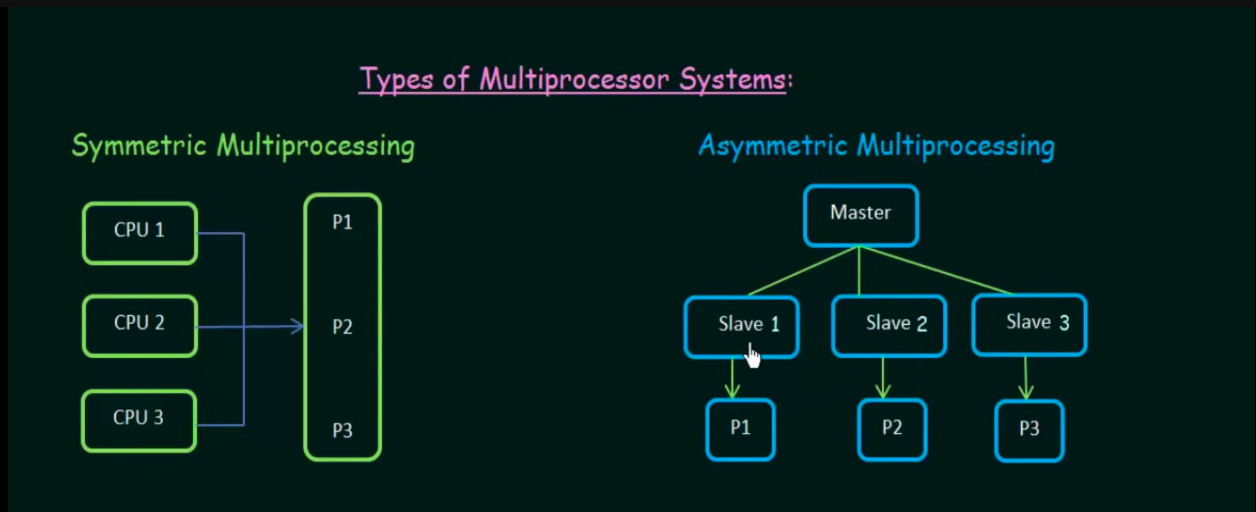 Types of Multiprocessor Systems:
Symmetric Multiprocessing
CPU 1
CPU 2
CPU 3
P1
P2
P3
Asymmetric Multiprocessing
Master
Slave 1
Slave 2
Slave 3
P1
P2
P3